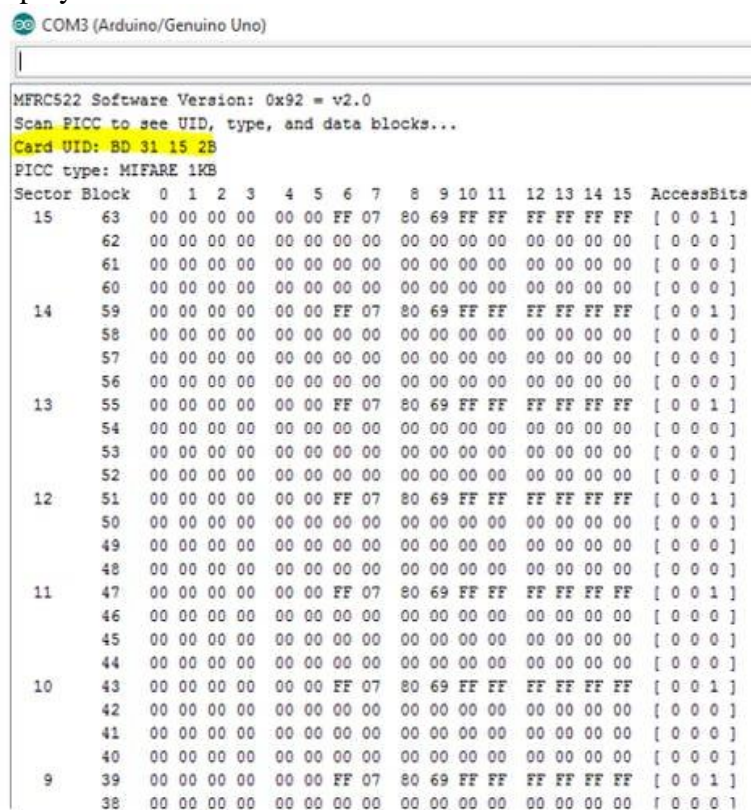 COM3 (Arduino/Genuino Uno)
MFRC522 Software Version: 0x92 = v2.0
Scan PICC to see UID, type, and data blocks...
Card UID: BD 31 15 2B
PICC type: MIFARE 1KB
Sector Block 0 1 2 3 4 5 6 7 8 9 10 11 12 13 14 15 AccessBits
15 63 00 00 00 00 00 00 FF 07 80 69 FF FF FF FF FF FF [ 0 0 1 ]
62 00 00 00 00 00 00 00 00 00 00 00 00 00 00 00 00 [ 0 0 0 ]
61 00 00 00 00 00 00 00 00 00 00 00 00 00 00 00 00 [ 0 0 0 ]
60 00 00 00 00 00 00 00 00 00 00 00 00 00 00 00 00 [ 0 0 0 ]
14 59 00 00 00 00 00 00 FF 07 80 69 FF FF FF FF FF FF [ 0 0 1 ]
58 00 00 00 00 00 00 00 00 00 00 00 00 00 00 00 00 [ 0 0 0 ]
57 00 00 00 00 00 00 00 00 00 00 00 00 00 00 00 00 [ 0 0 0 ]
56 00 00 00 00 00 00 00 00 00 00 00 00 00 00 00 00 [ 0 0 0 ]
13 55 00 00 00 00 00 00 FF 07 80 69 FF FF FF FF FF FF [ 0 0 1 ]
54 00 00 00 00 00 00 00 00 00 00 00 00 00 00 00 00 [ 0 0 0 ]
53 00 00 00 00 00 00 00 00 00 00 00 00 00 00 00 00 [ 0 0 0 ]
52 00 00 00 00 00 00 00 00 00 00 00 00 00 00 00 00 [ 0 0 0 ]
12 51 00 00 00 00 00 00 FF 07 80 69 FF FF FF FF FF FF [ 0 0 1 ]
50 00 00 00 00 00 00 00 00 00 00 00 00 00 00 00 00 [ 0 0 0 ]
49 00 00 00 00 00 00 00 00 00 00 00 00 00 00 00 00 [ 0 0 0 ]
48 00 00 00 00 00 00 00 00 00 00 00 00 00 00 00 00 [ 0 0 0 ]
11 47 00 00 00 00 00 00 FF 07 80 69 FF FF FF FF FF FF [ 0 0 1 ]
46 00 00 00 00 00 00 00 00 00 00 00 00 00 00 00 00 [ 0 0 0 ]
45 00 00 00 00 00 00 00 00 00 00 00 00 00 00 00 00 [ 0 0 0 ]
44 00 00 00 00 00 00 00 00 00 00 00 00 00 00 00 00 [ 0 0 0 ]
10 43 00 00 00 00 00 00 FF 07 80 69 FF FF FF FF FF FF [ 0 0 1 ]
42 00 00 00 00 00 00 00 00 00 00 00 00 00 00 00 00 [ 0 0 0 ]
41 00 00 00 00 00 00 00 00 00 00 00 00 00 00 00 00 [ 0 0 0 ]
40 00 00 00 00 00 00 00 00 00 00 00 00 00 00 00 00 [ 0 0 0 ]
9 39 00 00 00 00 00 00 FF 07 80 69 FF FF FF FF FF FF [ 0 0 1 ]
38 00 00 00 00 00 00 00 00 00 00 00 00 00 00 00 00 [ 0 0 0 ]